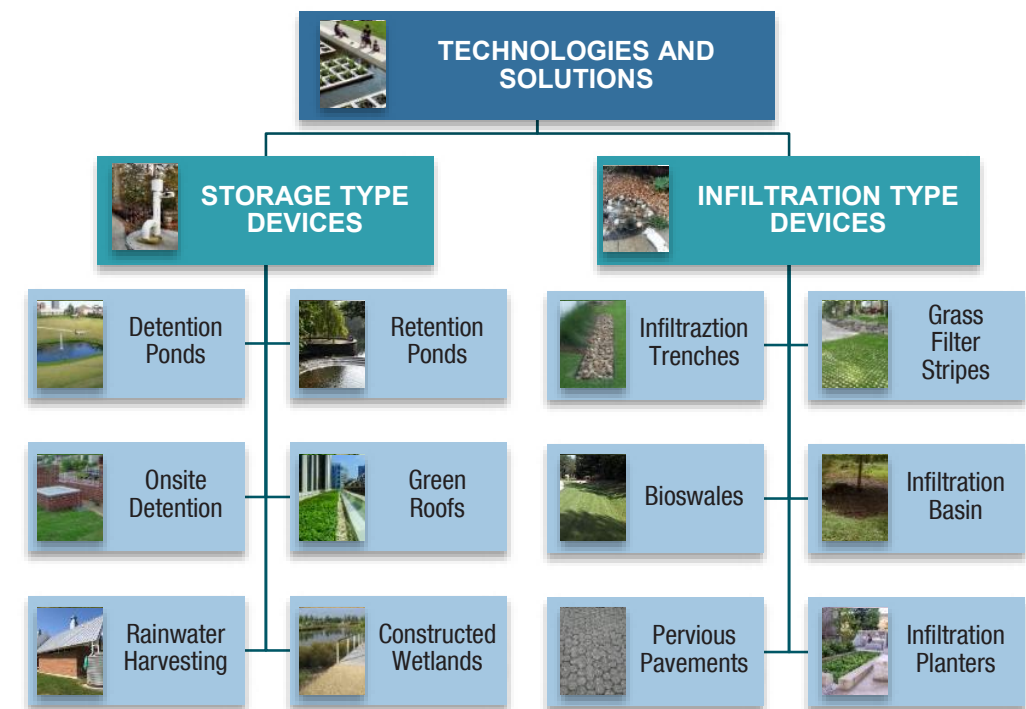 TECHNOLOGIES AND
SOLUTIONS
STORAGE TYPE
DEVICES
INFILTRATION TYPE
DEVICES
Detention
Ponds
Retention
Ponds
Infiltraztion
Trenches
Grass
Filter
Stripes
Onsite
Detention
Green
Roofs
Bioswales
Infiltration
Basin
Rainwater
Harvesting
Constructed
Wetlands
Pervious
Pavements
Infiltration
Planters